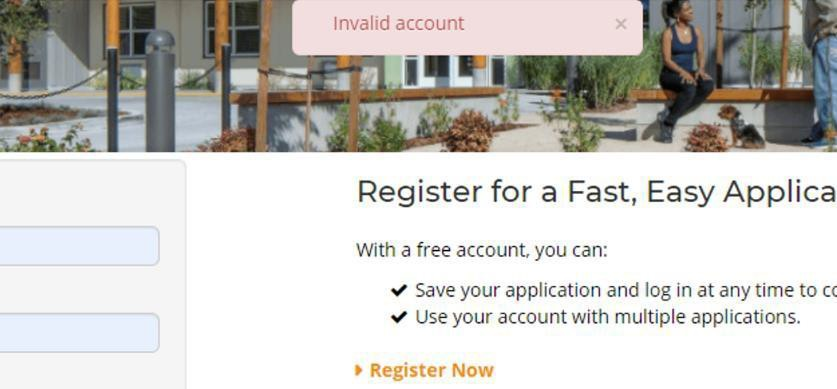 Invalid account ×
Register for a Fast, Easy Applica
With a free account, you can:
✔ Save your application and log in at any time to co
✔ Use your account with multiple applications.
Register Now